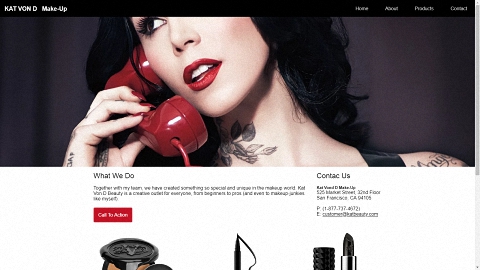 KAT VON D Make-Up
Home About Products Contact
What We Do
Together with my team, we have created something so special and unique in the makeup world. Kat
Von D Beauty is a creative outlet for everyone, from beginners to pros (and even to makeup-junkies
like myself).
Call To Action
Contac Us
Kat Vond D Make-Up
525 Market Street, 32nd Floor
San Francisco, CA 94105
P: (1-877-737-4672)
E: customer@katbeauty.com